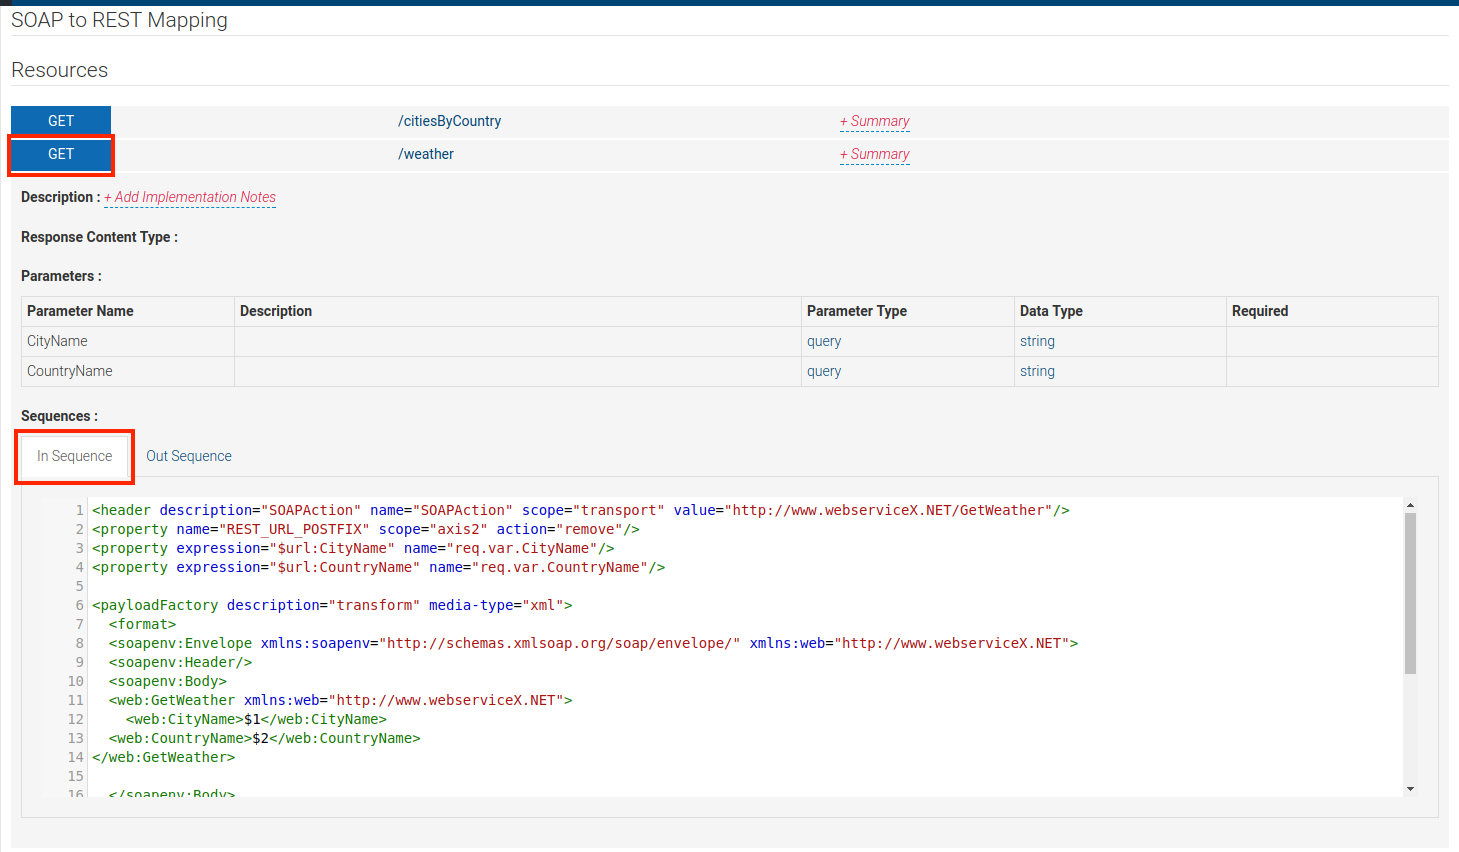 SOAP to REST Mapping
Resources
GET /citiesByCountry + Summary
GET /weather + Summary
Description : + Add Implementation Notes
Response Content Type :
Parameters :
Parameter Name Description Parameter Type Data Type Required
CityName query string
CountryName query string
Sequences :
In Sequence Out Sequence
1 <header description="SOAPAction" name="SOAPAction" scope="transport" value="http://www.webserviceX.NET/GetWeather"/>
2 <property name="REST_URL_POSTFIX" scope="axis2" action="remove"/>
3 <property expression="$url:CityName" name="req.var.CityName"/>
4 <property expression="$url:CountryName" name="req.var.CountryName"/>
5
6 <payloadFactory description="transform" media-type="xml">
7 <format>
8 <soapenv:Envelope xmlns:soapenv="http://schemas.xmlsoap.org/soap/envelope/" xmlns:web="http://www.webserviceX.NET">
9 <soapenv:Header/>
10 <soapenv:Body>
11 <web:GetWeather xmlns:web="http://www.webserviceX.NET">
12 <web:CityName>$1</web:CityName>
13 <web:CountryName>$2</web:CountryName>
14 </web:GetWeather>
15
16 </soapenv:Body>